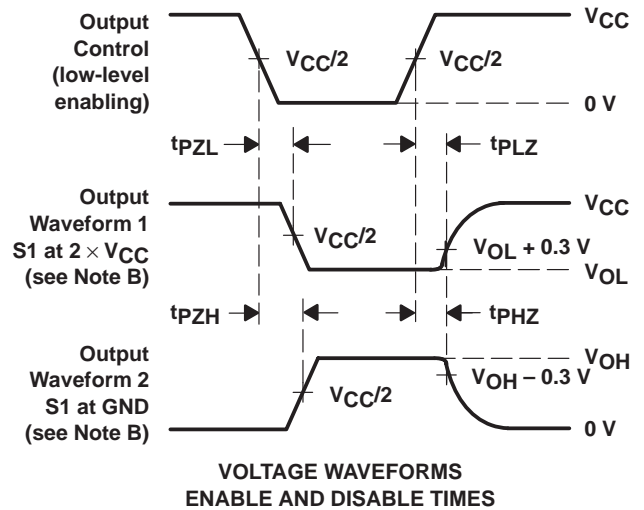 Output
Control
(low-level
enabling)
VCC
VCC/2
VCC/2
0 V
tPZL
tPLZ
Output
Waveform 1
S1 at 2 × VCC
(see Note B)
VCC
VCC/2
VOL + 0.3 V
VOL
tPZH
tPHZ
Output
Waveform 2
S1 at GND
(see Note B)
VOH
VOH – 0.3 V
VCC/2
0 V
VOLTAGE WAVEFORMS
ENABLE AND DISABLE TIMES